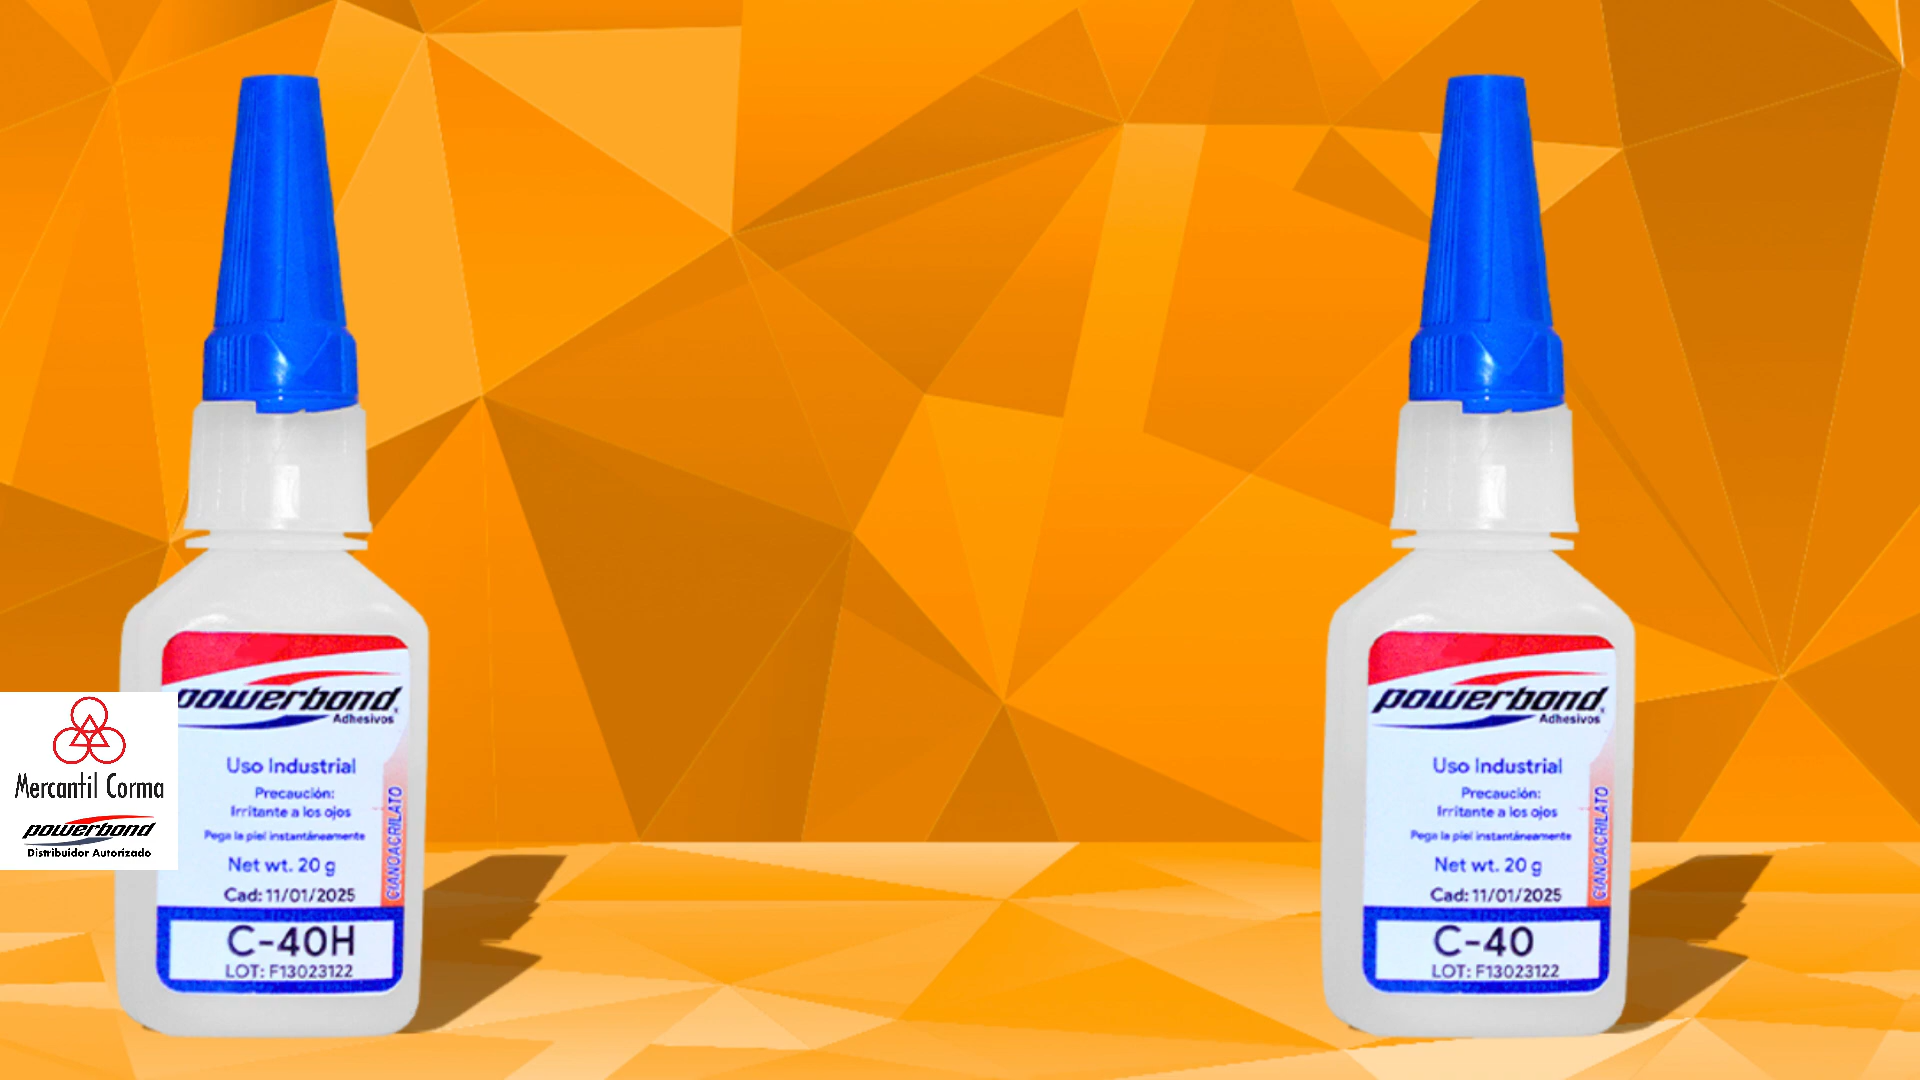 powerbond
Adhesivos
Uso Industrial
Precaución:
Irritante a los ojos
Pega la piel instantáneamente
Net wt. 20 g
Cad: 11/01/2025
CIANOACRILATO
C-40H
LOT: F13023122
Mercantil Corma
powerbond
Distribuidor Autorizado
powerbond
Adhesivos
Uso Industrial
Precaución:
Irritante a los ojos
Pega la piel instantáneamente
Net wt. 20 g
Cad: 11/01/2025
CIANOACRILATO
C-40
LOT: F13023122